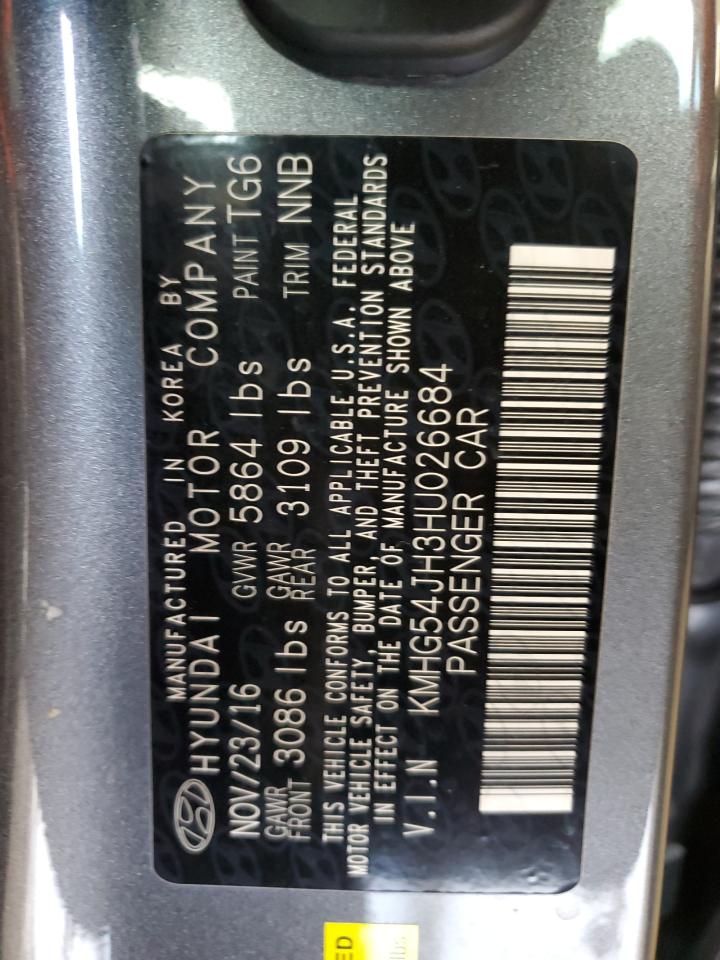 MANUFACTURED IN KOREA BY
HYUNDAI MOTOR COMPANY
NOV/23/16 GVWR 5864 lbs PAINT TG6
GAWR FRONT 3086 lbs GAWR REAR 3109 lbs TRIM NNB
THIS VEHICLE CONFORMS TO ALL APPLICABLE U.S.A. FEDERAL
MOTOR VEHICLE SAFETY, BUMPER, AND THEFT PREVENTION STANDARDS
IN EFFECT ON THE DATE OF MANUFACTURE SHOWN ABOVE
V.I.N KMHG54JH3HU026684
PASSENGER CAR
ED
lbs